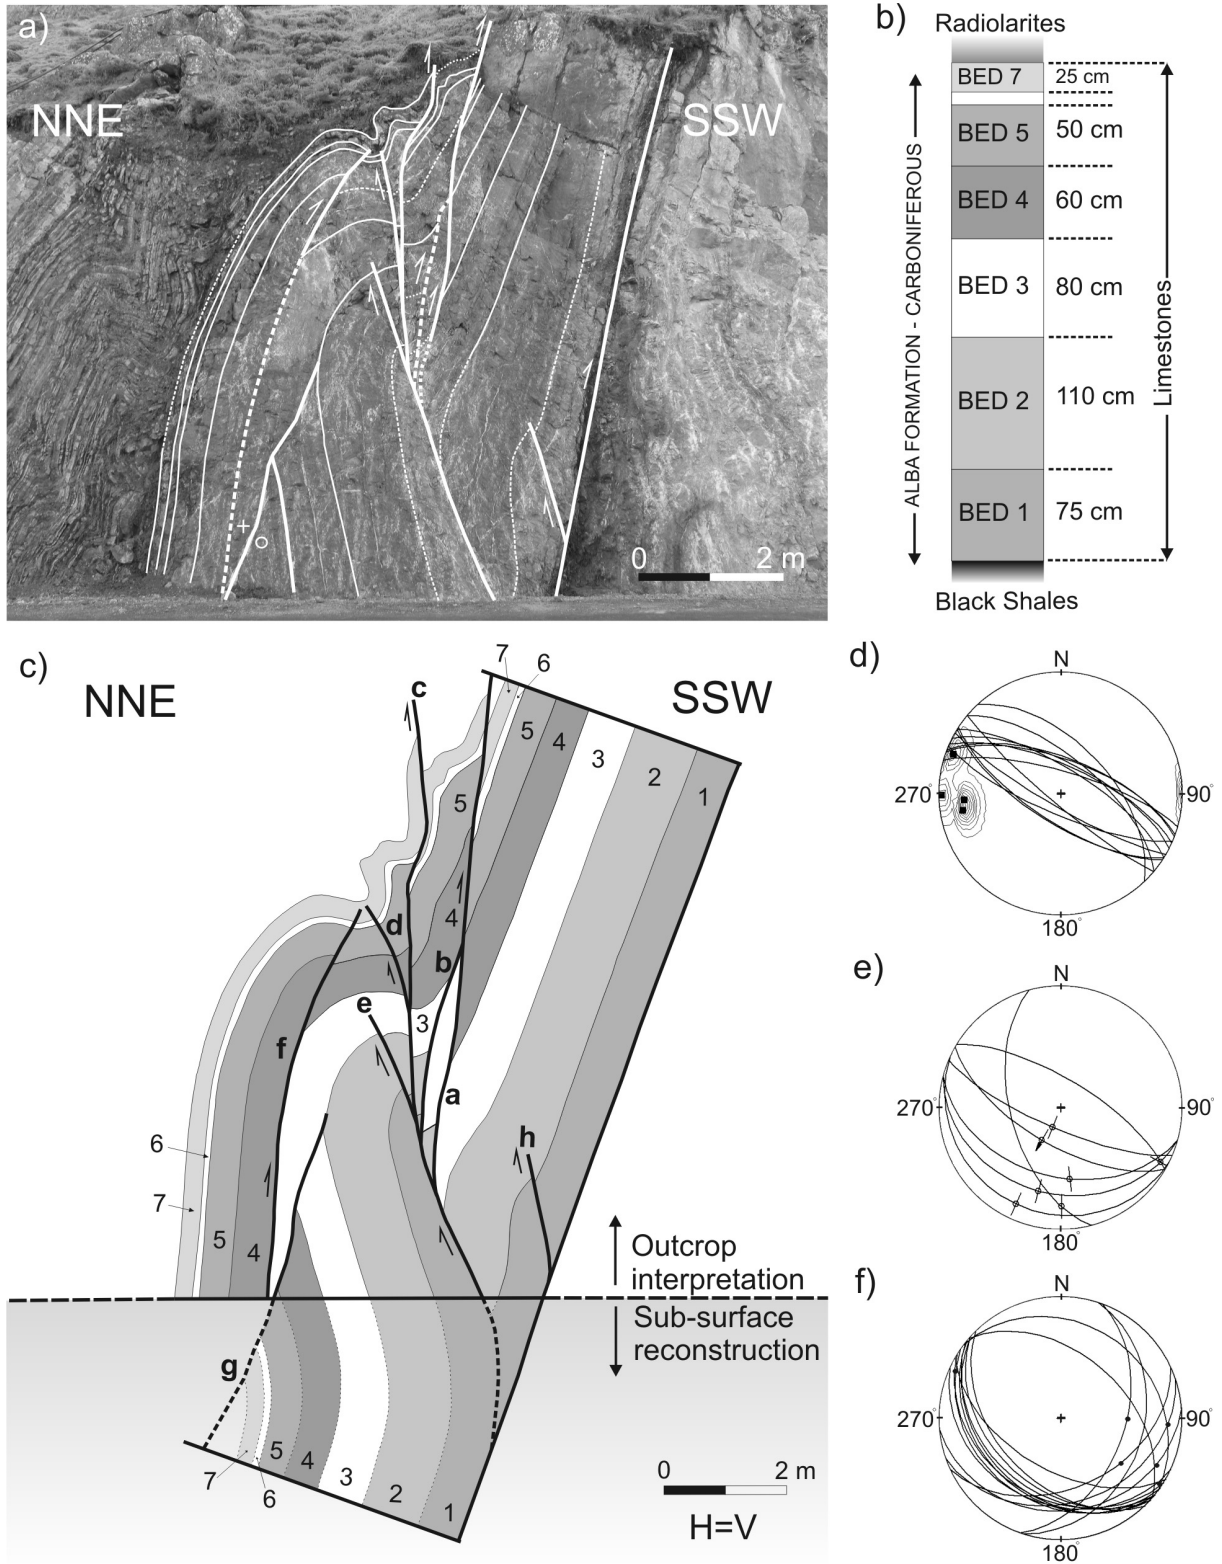 a)
NNE
SSW
0 2 m
b)
Radiolarites
BED 7 25 cm
BED 5 50 cm
BED 4 60 cm
BED 3 80 cm
BED 2 110 cm
BED 1 75 cm
Black Shales
ALBA FORMATION - CARBONIFEROUS
Limestones
c)
NNE
SSW
7 6
c
5 4 3 2 1
5
4
d
b
e
3
f
a
h
6
7
5 4
Outcrop
interpretation
Sub-surface
reconstruction
g
5 4 3 2 1
7 6
0 2 m
H=V
d)
N
270° 90°
180°
e)
N
270° 90°
180°
f)
N
270° 90°
180°